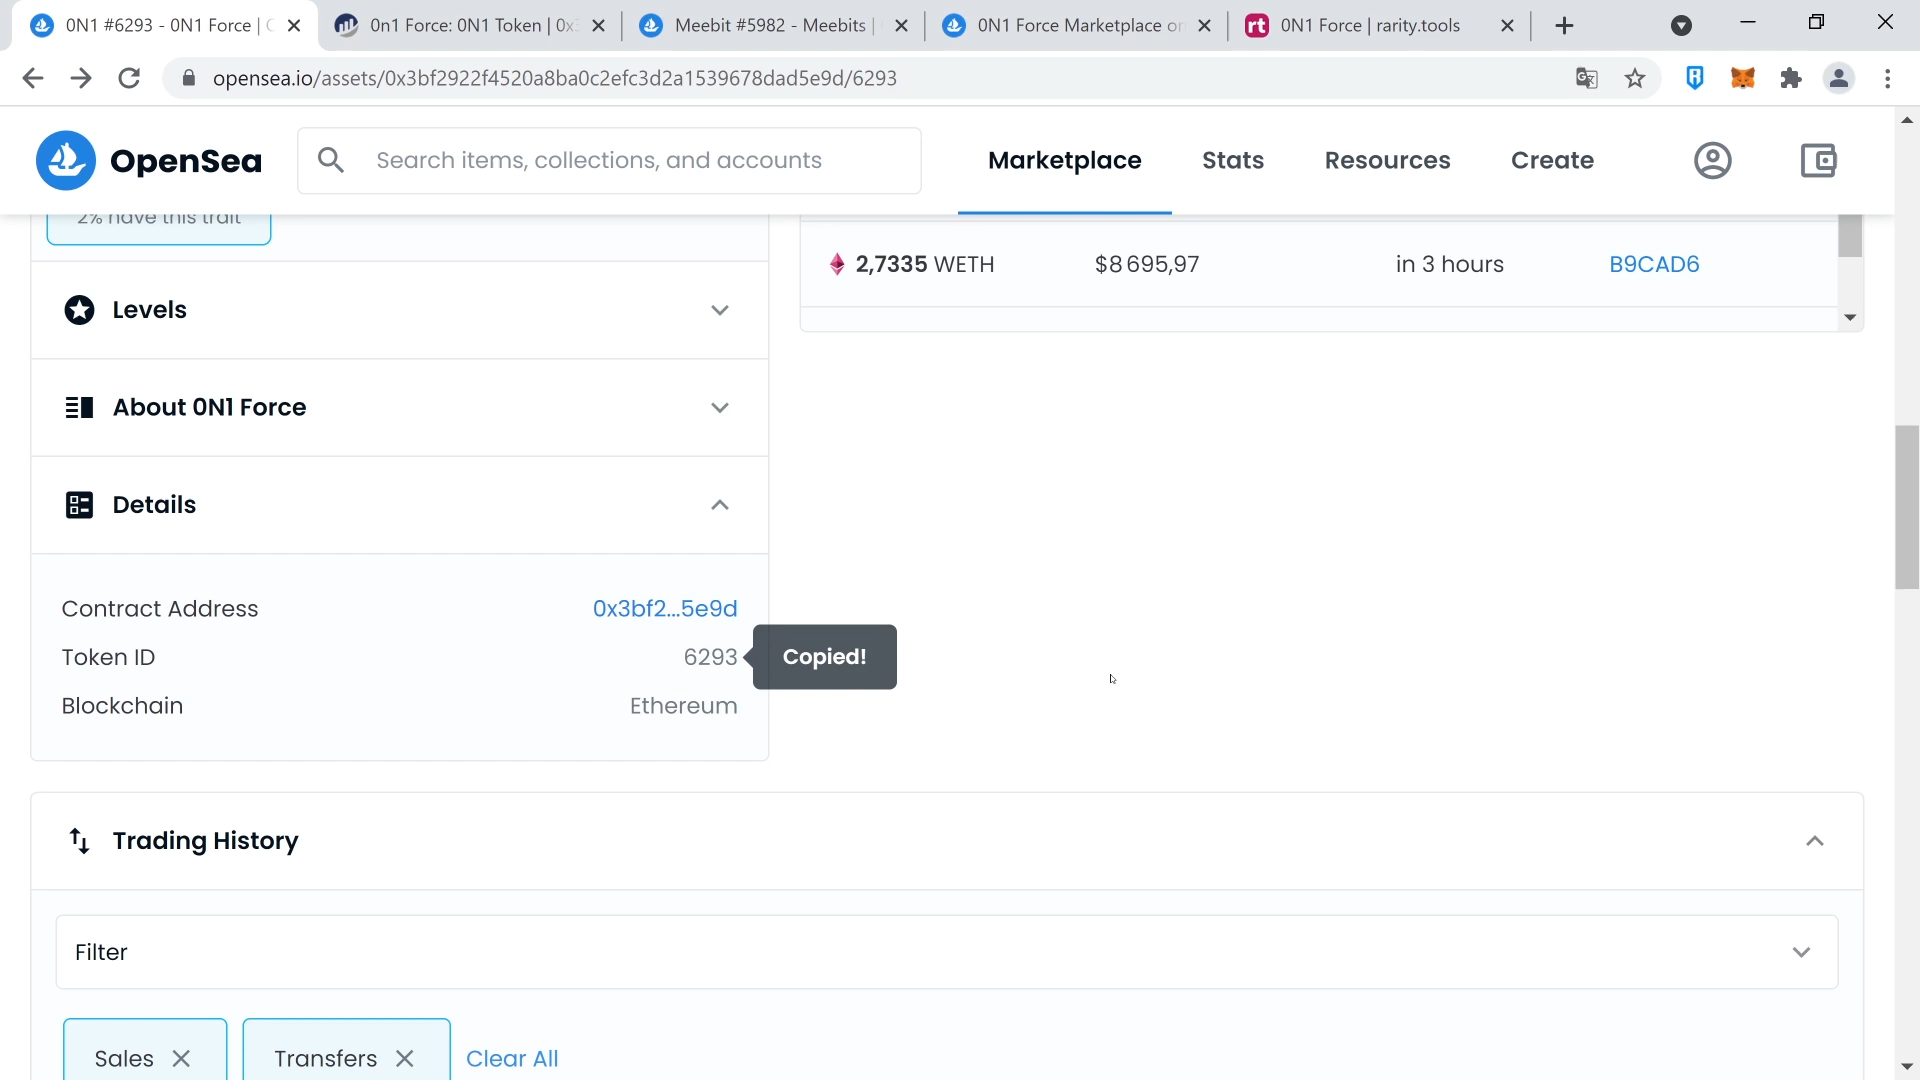 0N1 #6293 - 0N1 Force |
0n1 Force: 0N1 Token | 0x
Meebit #5982 - Meebits |
0N1 Force Marketplace on
rt 0N1 Force | rarity.tools
opensea.io/assets/0x3bf2922f4520a8ba0c2efc3d2a1539678dad5e9d/6293
OpenSea
Search items, collections, and accounts
Marketplace
Stats
Resources
Create
2% have this trait
2,7335 WETH $8 695,97 in 3 hours B9CAD6
Levels
About 0N1 Force
Details
Contract Address 0x3bf2...5e9d
Token ID 6293 Copied!
Blockchain Ethereum
Trading History
Filter
Sales Transfers Clear All